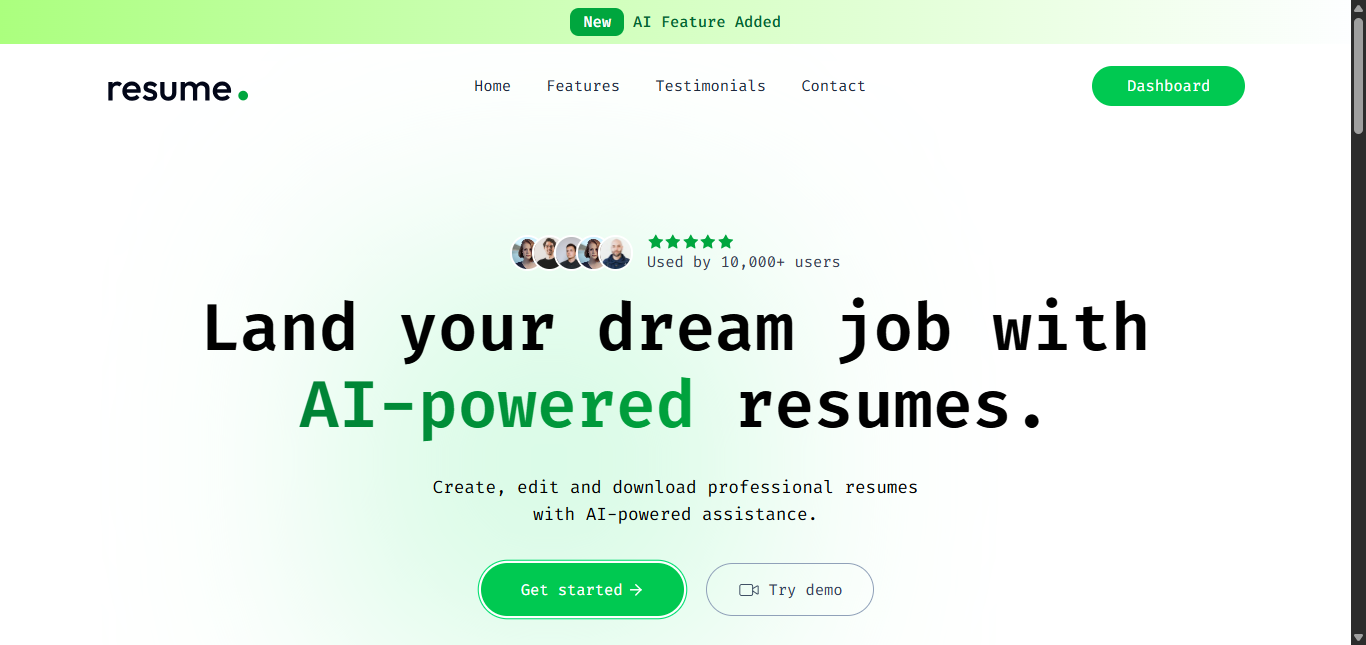 New AI Feature Added
resume.
Home Features Testimonials Contact
Dashboard
Used by 10,000+ users
Land your dream job with
AI-powered resumes.
Create, edit and download professional resumes
with AI-powered assistance.
Get started →
Try demo